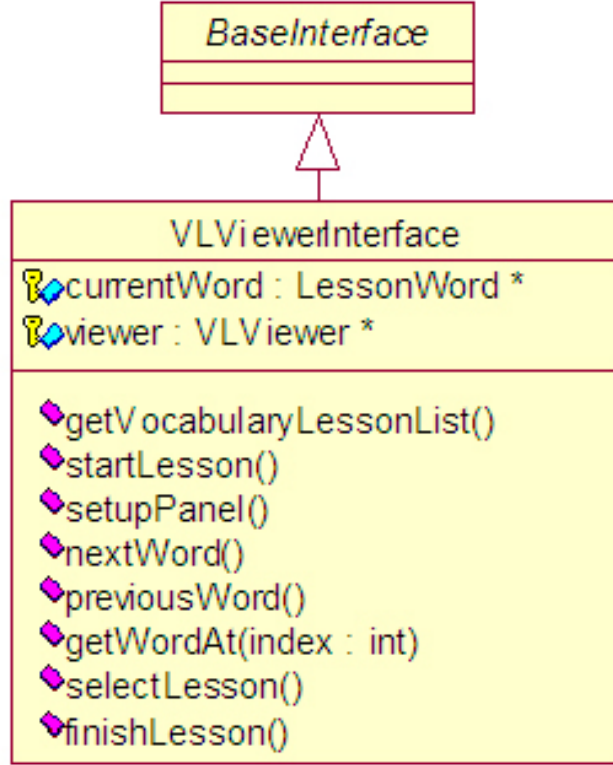 BaseInterface
VLViewerInterface
currentWord : LessonWord *
viewer : VLViewer *
getVocabularyLessonList()
startLesson()
setupPanel()
nextWord()
previousWord()
getWordAt(index : int)
selectLesson()
finishLesson()